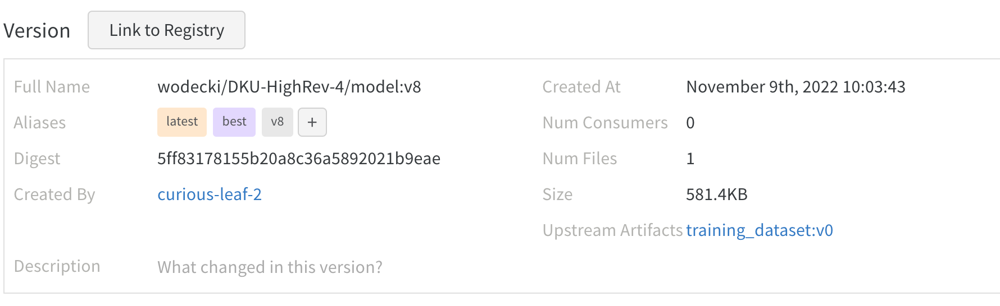 Version Link to Registry
Full Name wodecki/DKU-HighRev-4/model:v8 Created At November 9th, 2022 10:03:43
Aliases latest best v8 + Num Consumers 0
Digest 5ff83178155b20a8c36a5892021b9eae Num Files 1
Created By curious-leaf-2 Size 581.4KB
Upstream Artifacts training_dataset:v0
Description What changed in this version?